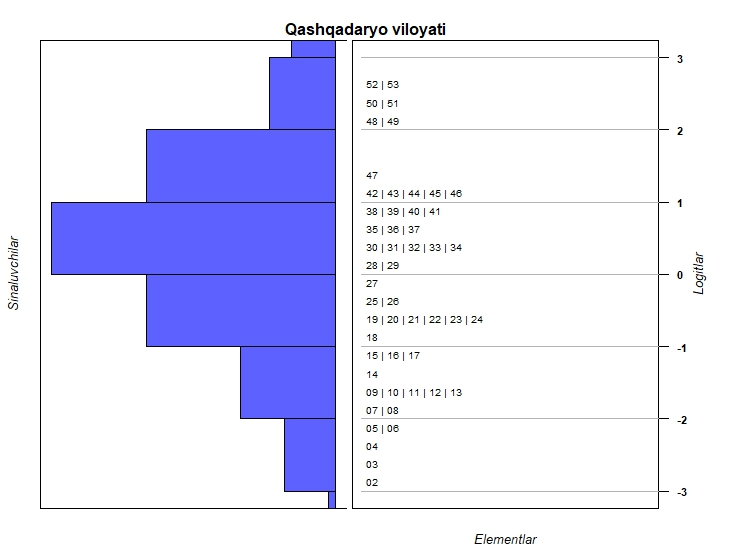 Qashqadaryo viloyati
3
52 | 53
50 | 51
48 | 49
2
47
42 | 43 | 44 | 45 | 46
1
38 | 39 | 40 | 41
35 | 36 | 37
30 | 31 | 32 | 33 | 34
28 | 29
0
27
25 | 26
19 | 20 | 21 | 22 | 23 | 24
18
-1
15 | 16 | 17
14
09 | 10 | 11 | 12 | 13
07 | 08
-2
05 | 06
04
03
02
-3
Sinaluvchilar
Logitlar
Elementlar